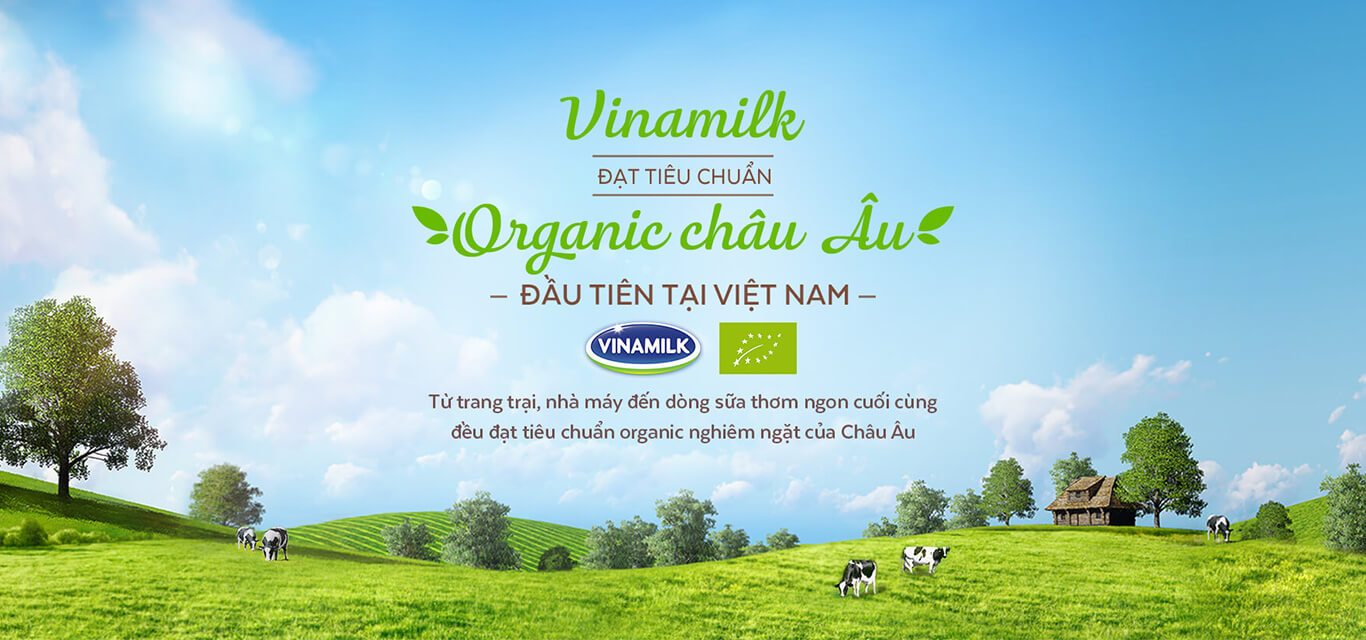 Vinamilk
ĐẠT TIÊU CHUẨN
Organic châu Âu
– ĐẦU TIÊN TẠI VIỆT NAM –
VINAMILK
Từ trang trại, nhà máy đến dòng sữa thơm ngon cuối cùng
đều đạt tiêu chuẩn organic nghiêm ngặt của Châu Âu